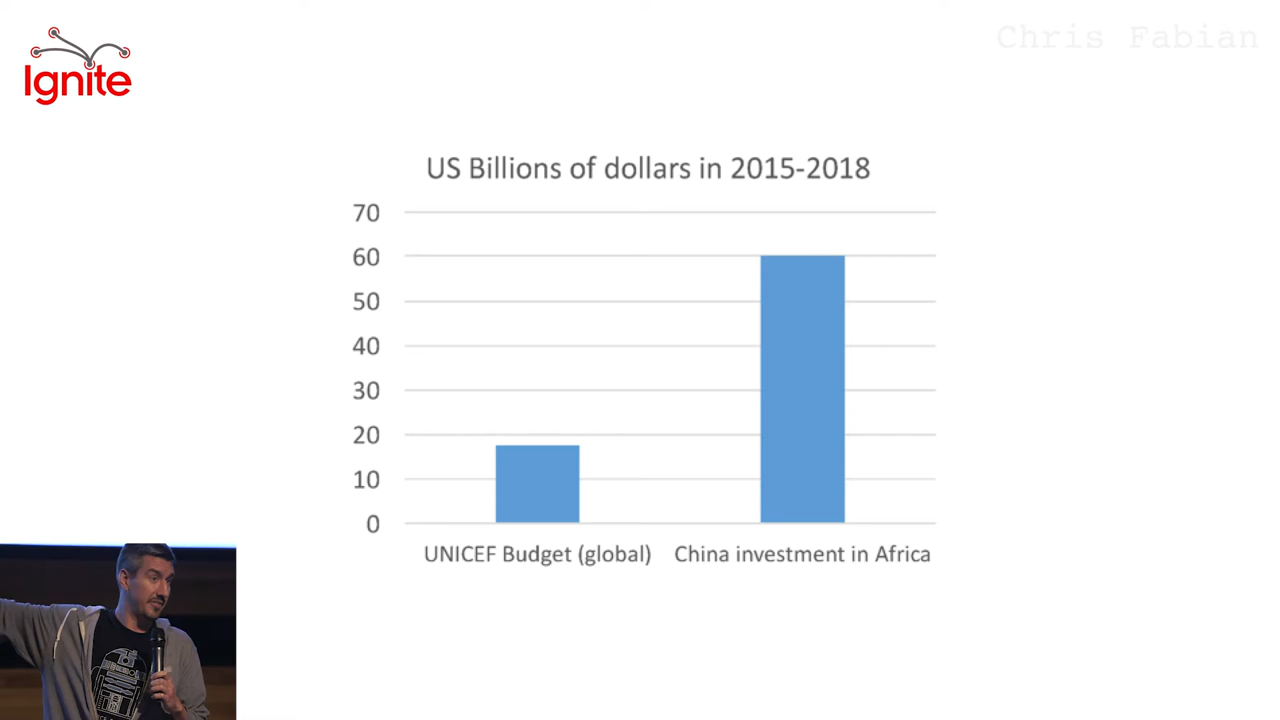 Ignite
Chris Fabian
US Billions of dollars in 2015-2018
70
60
50
40
30
20
10
0
UNICEF Budget (global)
China investment in Africa